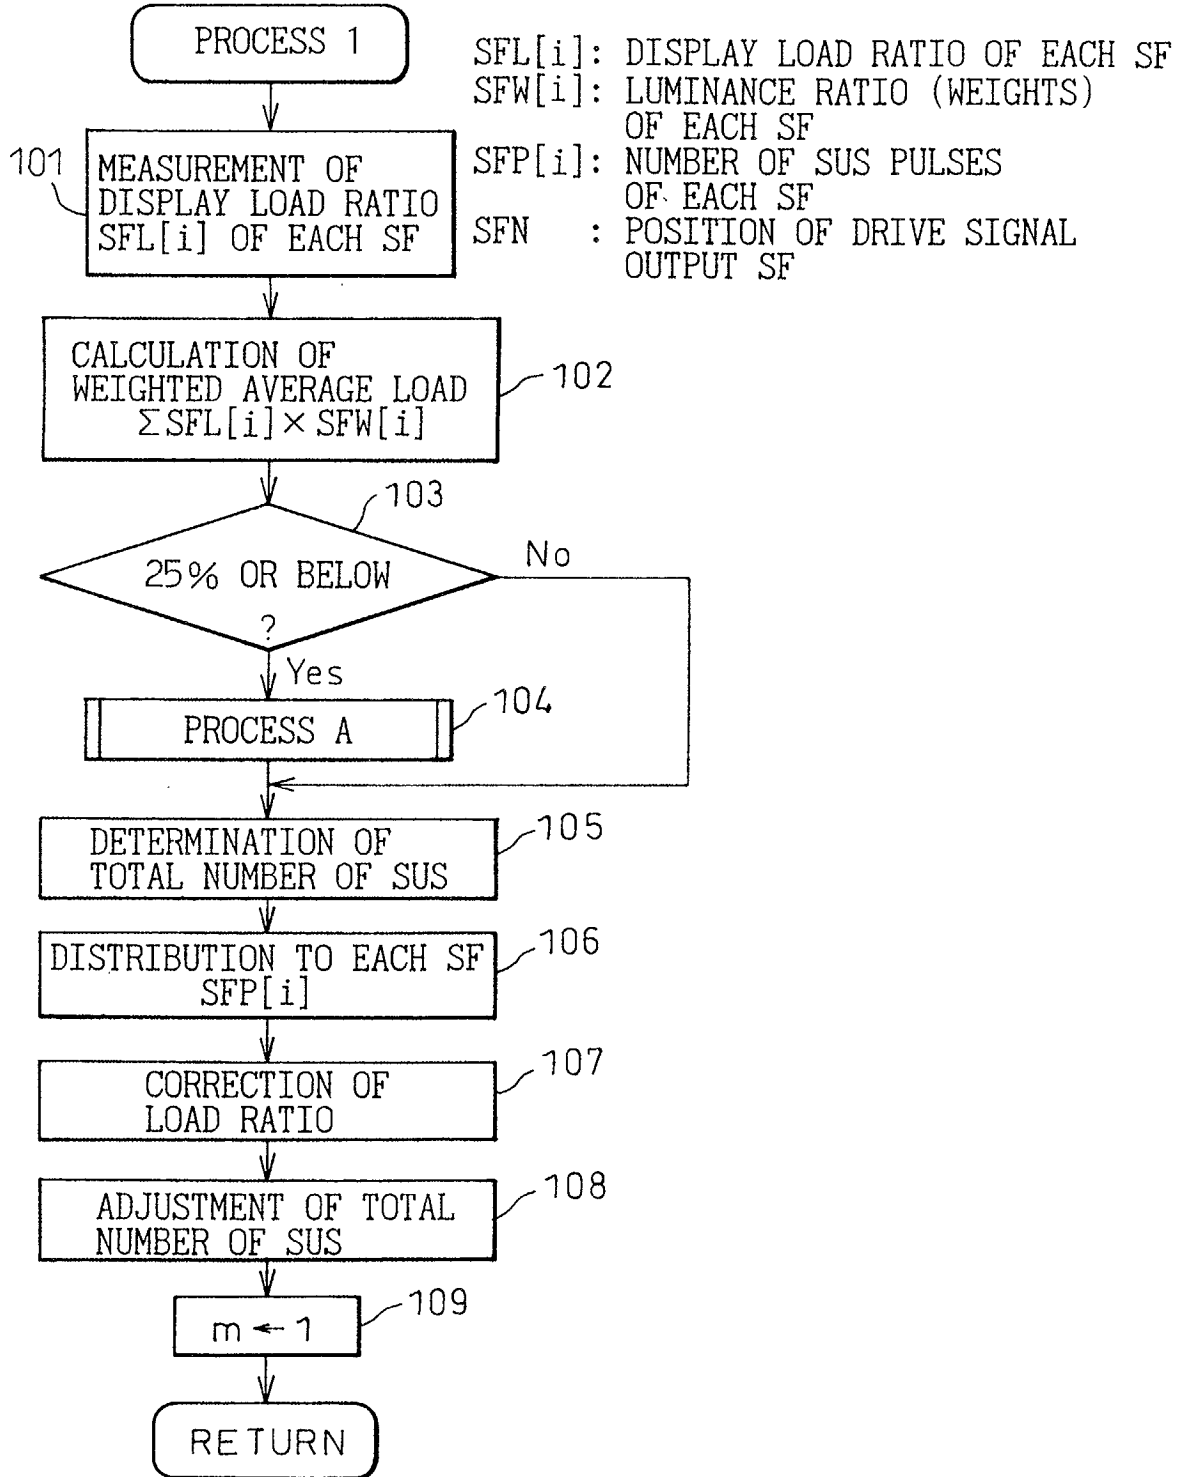 PROCESS 1
SFL[i]: DISPLAY LOAD RATIO OF EACH SF
SFW[i]: LUMINANCE RATIO (WEIGHTS)
OF EACH SF
SFP[i]: NUMBER OF SUS PULSES
OF EACH SF
SFN : POSITION OF DRIVE SIGNAL
OUTPUT SF
101
MEASUREMENT OF
DISPLAY LOAD RATIO
SFL[i] OF EACH SF
CALCULATION OF
WEIGHTED AVERAGE LOAD
ΣSFL[i]×SFW[i]
102
103
25% OR BELOW
?
No
Yes
PROCESS A
104
DETERMINATION OF
TOTAL NUMBER OF SUS
105
DISTRIBUTION TO EACH SF
SFP[i]
106
CORRECTION OF
LOAD RATIO
107
ADJUSTMENT OF TOTAL
NUMBER OF SUS
108
m ← 1
109
RETURN